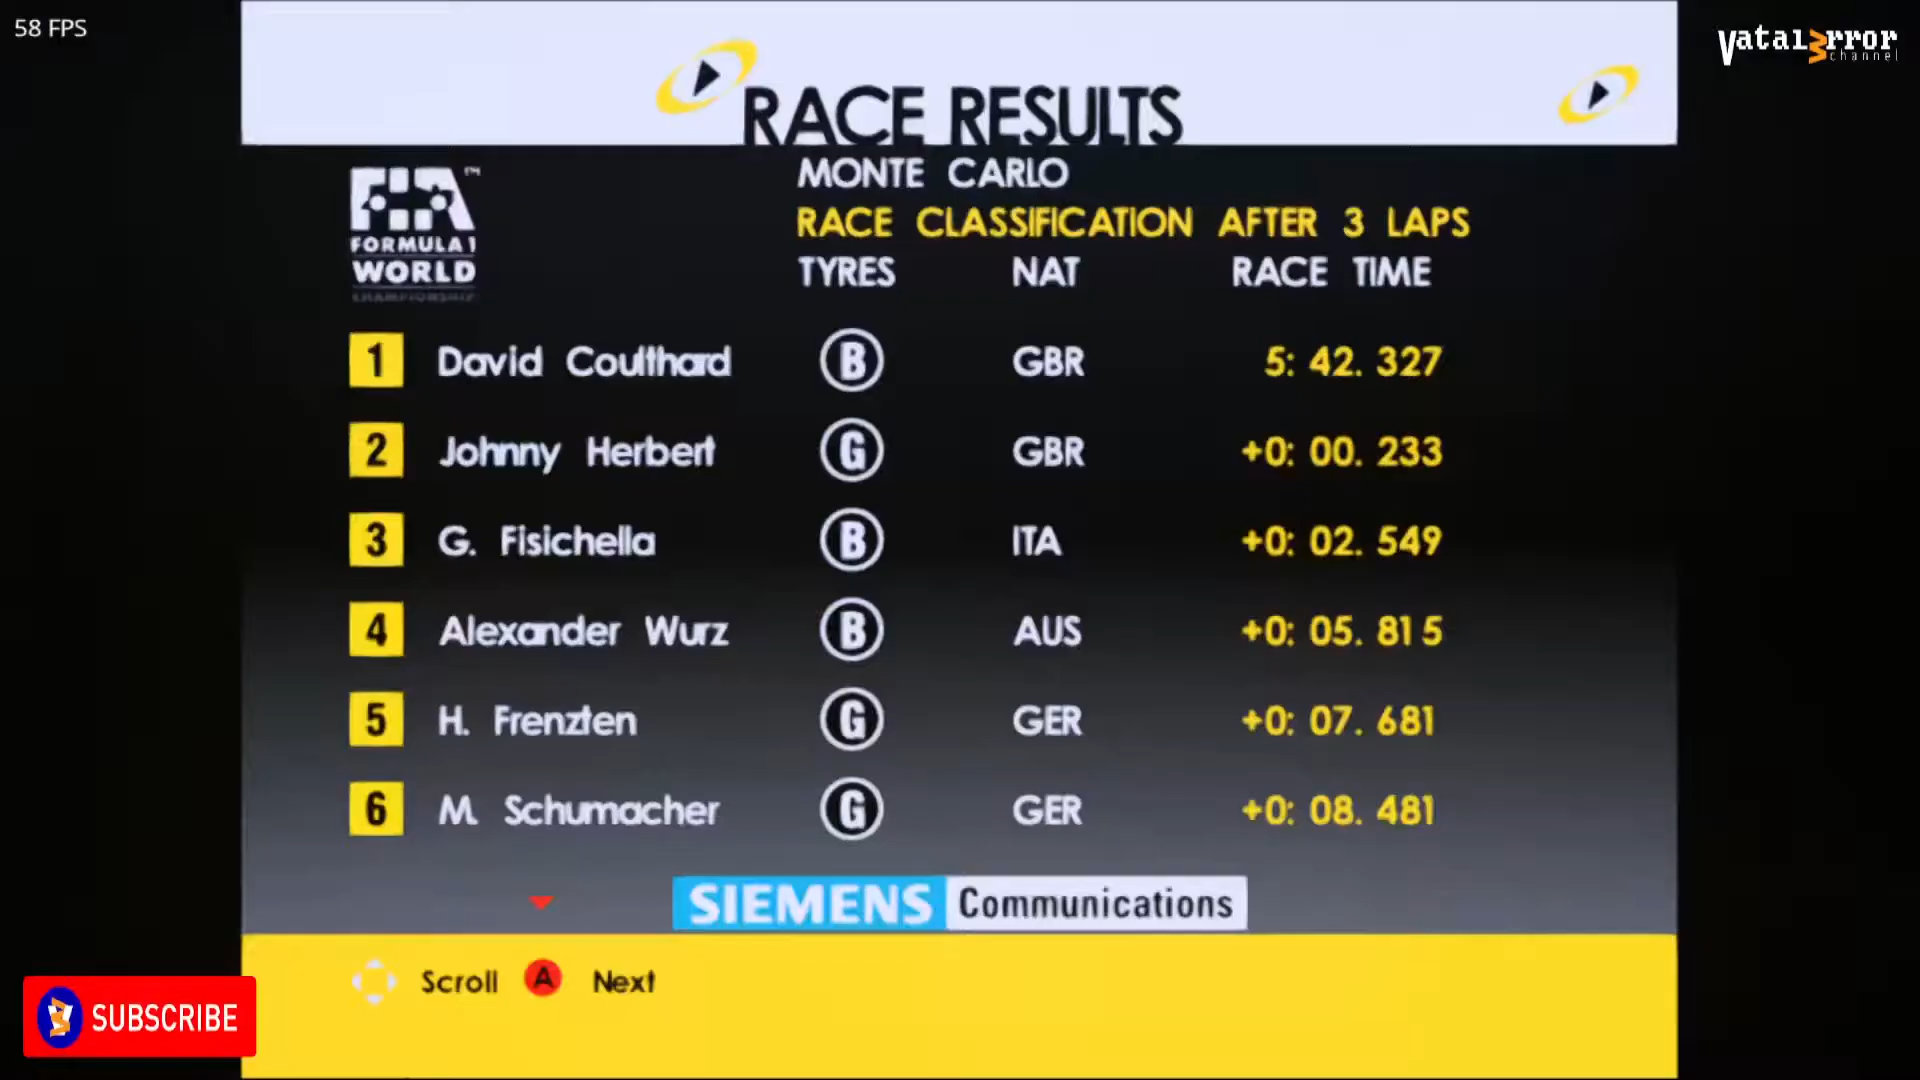 58 FPS
Vatalerror
channel
RACE RESULTS
MONTE CARLO
RACE CLASSIFICATION AFTER 3 LAPS
TYRES NAT RACE TIME
FIA™
FORMULA 1
WORLD
CHAMPIONSHIP
1 David Coulthard B GBR 5: 42. 327
2 Johnny Herbert G GBR +0: 00. 233
3 G. Fisichella B ITA +0: 02. 549
4 Alexander Wurz B AUS +0: 05. 815
5 H. Frenzten G GER +0: 07. 681
6 M. Schumacher G GER +0: 08. 481
SIEMENS Communications
Scroll A Next
SUBSCRIBE